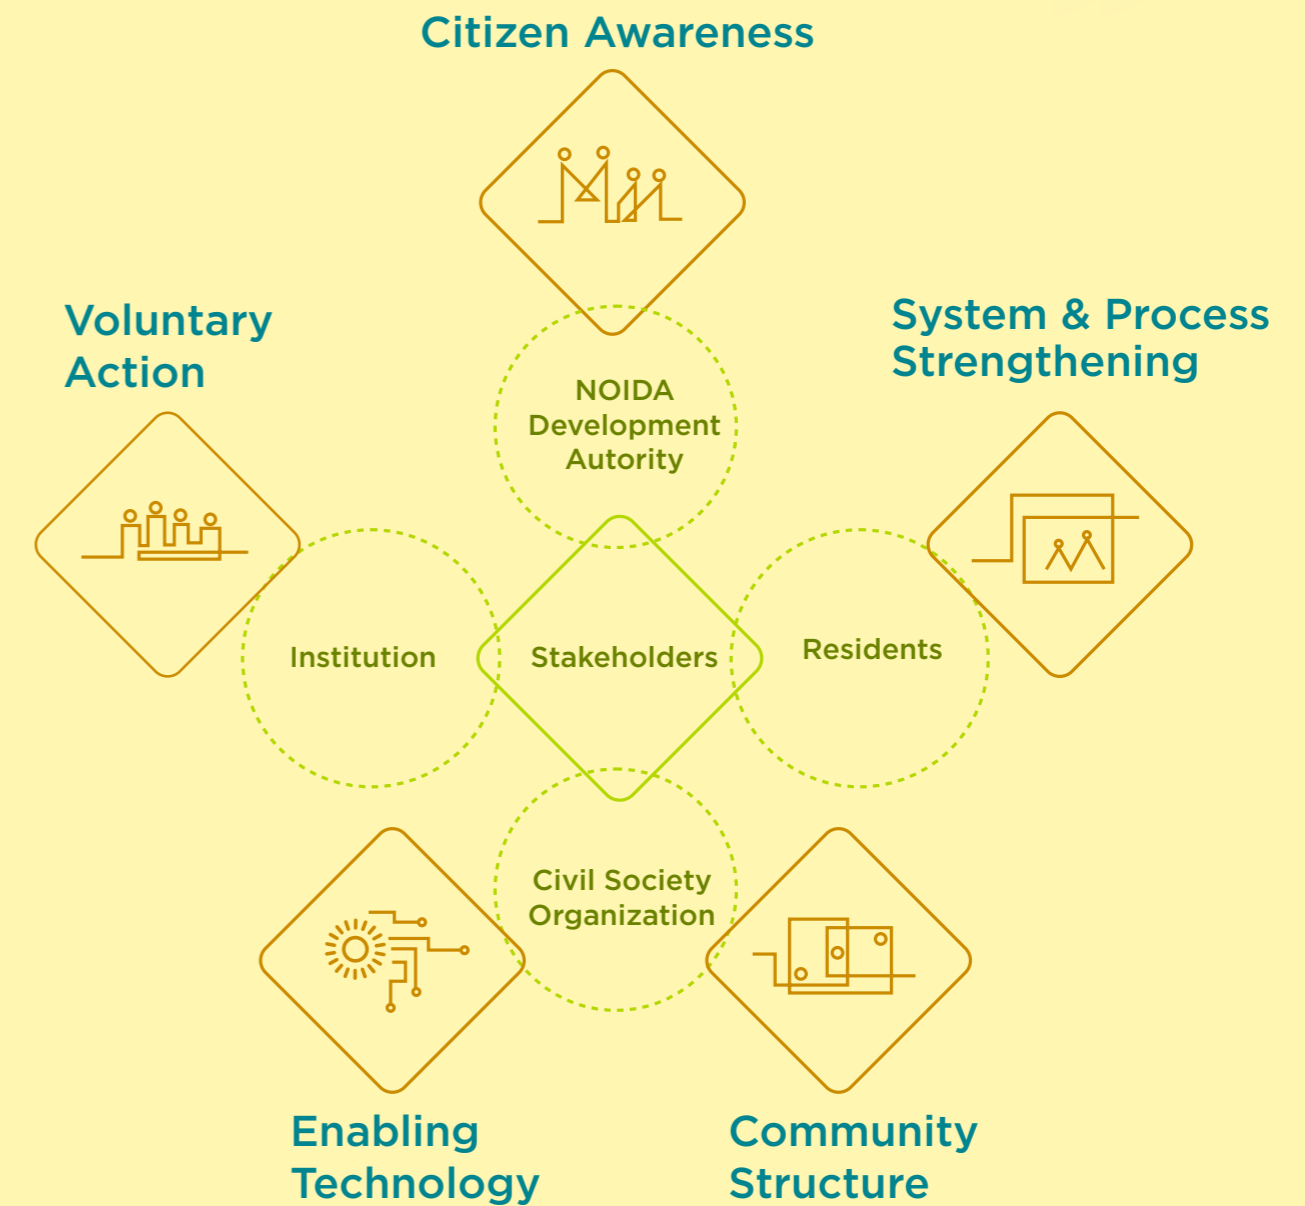 Citizen Awareness
Voluntary
Action
System & Process
Strengthening
NOIDA
Development
Autority
Institution
Stakeholders
Residents
Civil Society
Organization
Enabling
Technology
Community
Structure